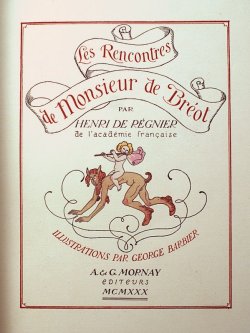 Les Rencontres
de Monsieur de Bréot
PAR
HENRI DE RÉGNIER
de l'académie française
ILLUSTRATIONS PAR GEORGE BARBIER
A. & G. MORNAY
ÉDITEURS
MCMXXX